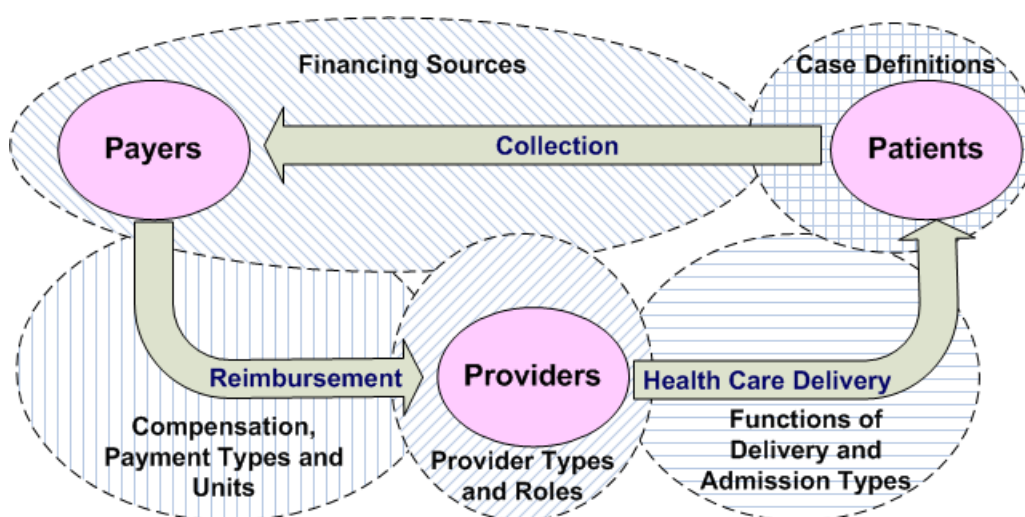 Financing Sources
Case Definitions
Payers
Collection
Patients
Reimbursement
Providers
Health Care Delivery
Compensation,
Payment Types and
Units
Provider Types
and Roles
Functions of
Delivery and
Admission Types